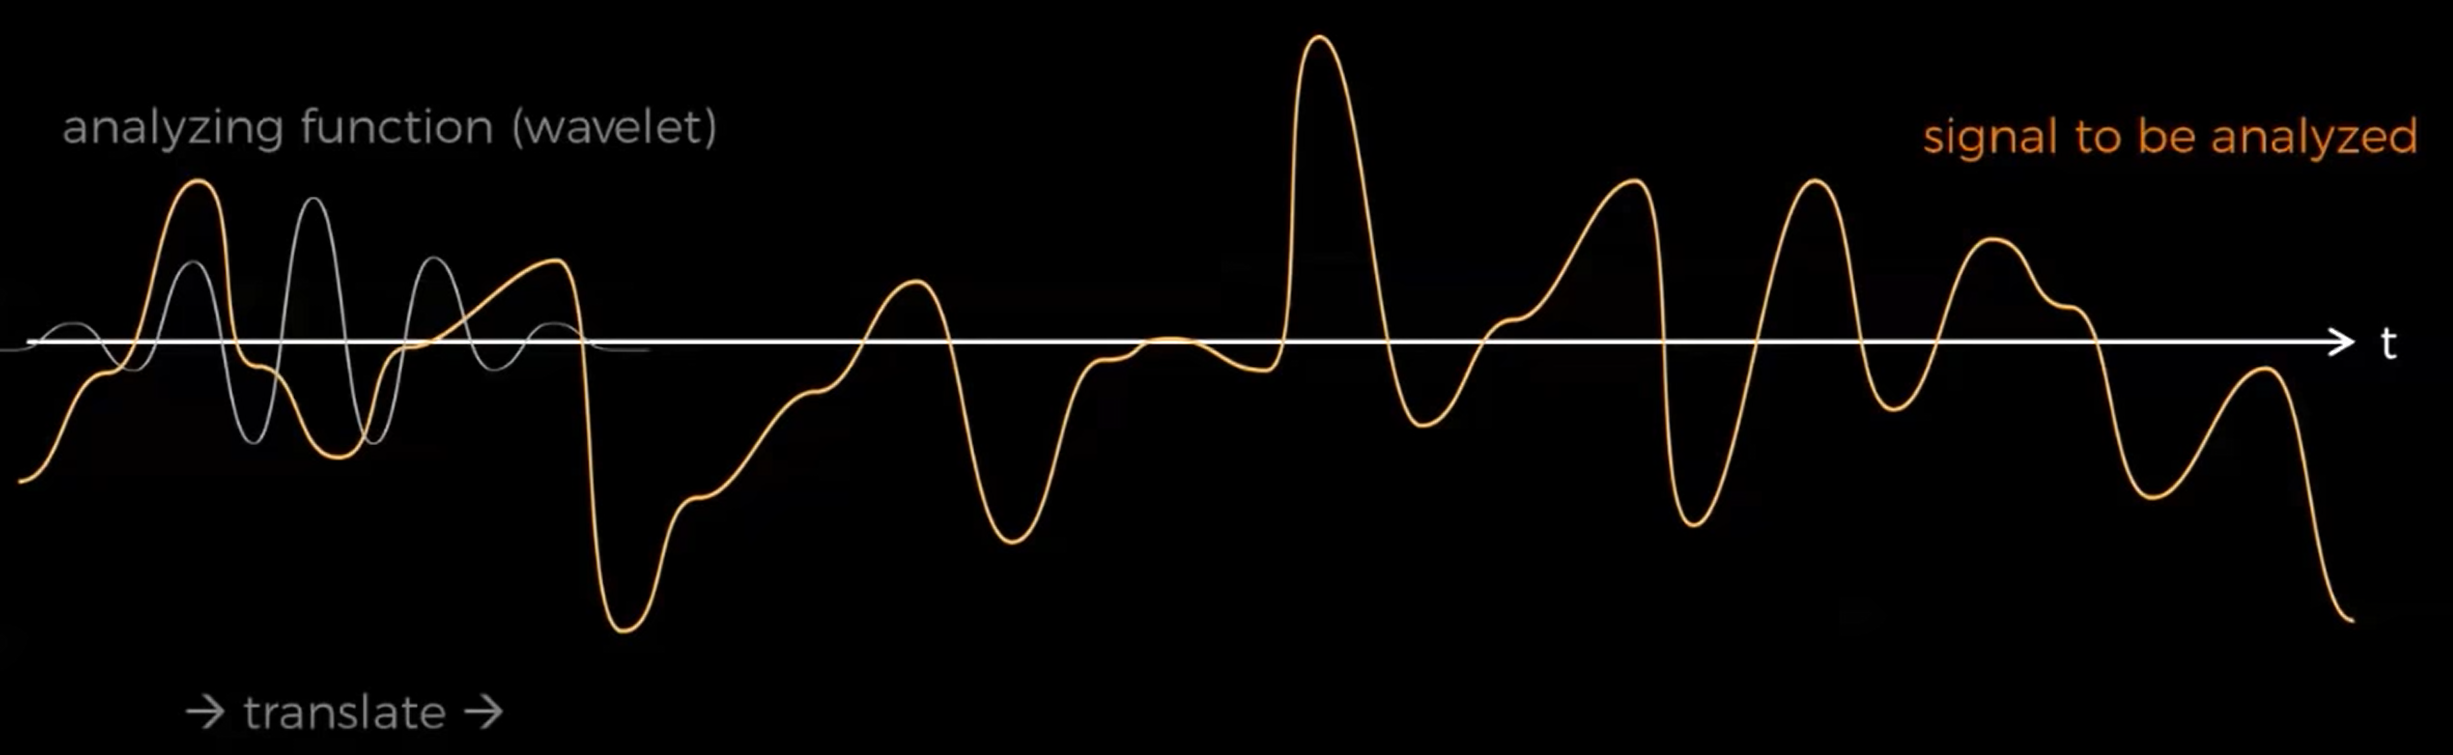 analyzing function (wavelet)
signal to be analyzed
t
→ translate →